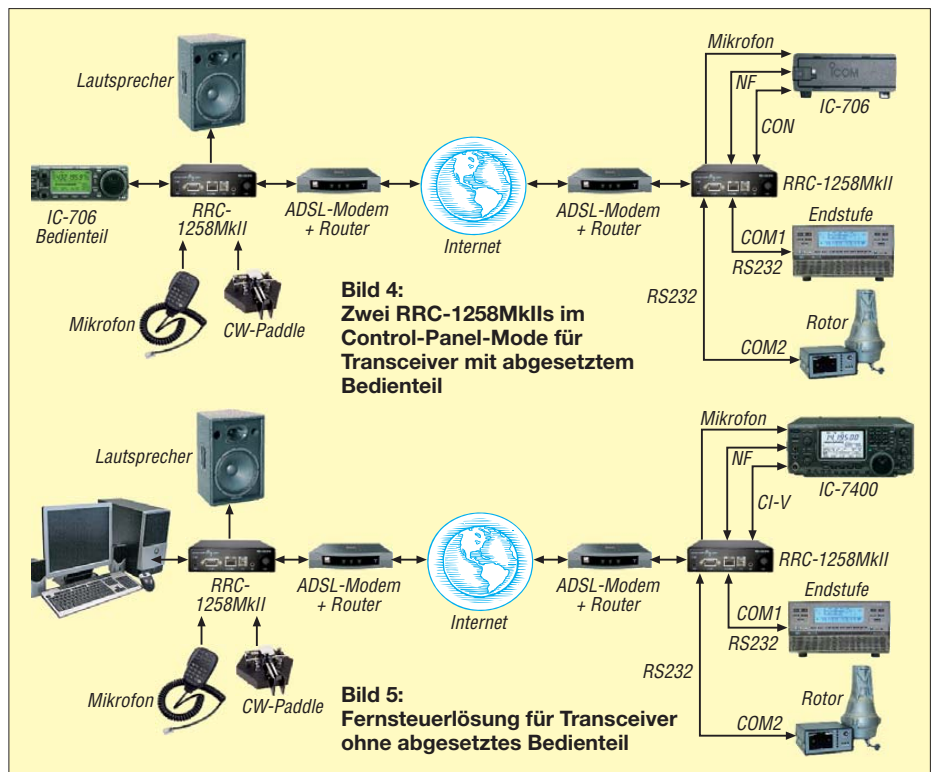 Lautsprecher
Mikrofon
NF
ICOM
IC-706
CON
IC-706
Bedienteil
RRC-
1258MkII
ADSL-Modem
+ Router
Internet
ADSL-Modem
+ Router
RRC-1258MkII
Endstufe
COM1
RS232
RS232
Rotor
COM2
Mikrofon
CW-Paddle
Bild 4:
Zwei RRC-1258MkIIs im
Control-Panel-Mode für
Transceiver mit abgesetztem
Bedienteil
Lautsprecher
Mikrofon
NF
14.195.00
IC-7400
CI-V
RRC-
1258MkII
ADSL-Modem
+ Router
Internet
ADSL-Modem
+ Router
RRC-1258MkII
Endstufe
COM1
RS232
RS232
Rotor
COM2
Mikrofon
CW-Paddle
Bild 5:
Fernsteuerlösung für Transceiver
ohne abgesetztes Bedienteil